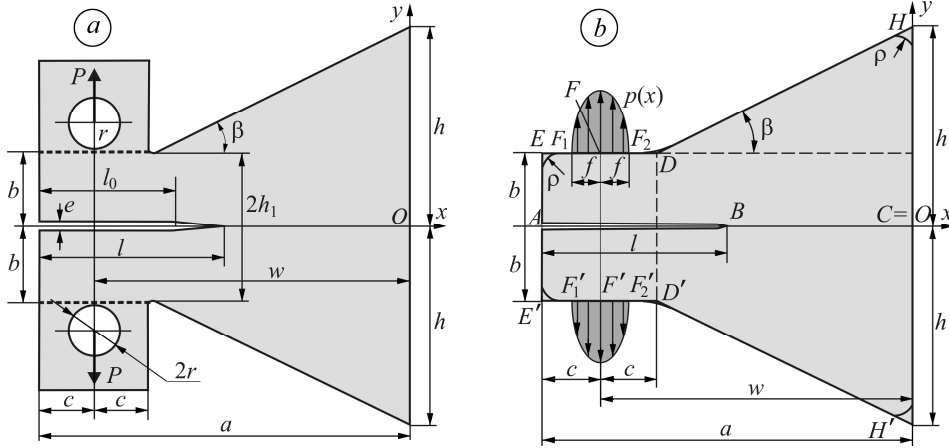 a
y
P
r
β
h
b
l₀
e
2h₁
O
x
l
b
w
h
P
2r
c
c
a
b
y
H
ρ
F
p(x)
β
h
E
F₁
F₂
f
f
D
ρ
b
A
B
C=
O
x
l
b
F₁′
F′
F₂′
D′
E′
h
c
c
w
a
H′